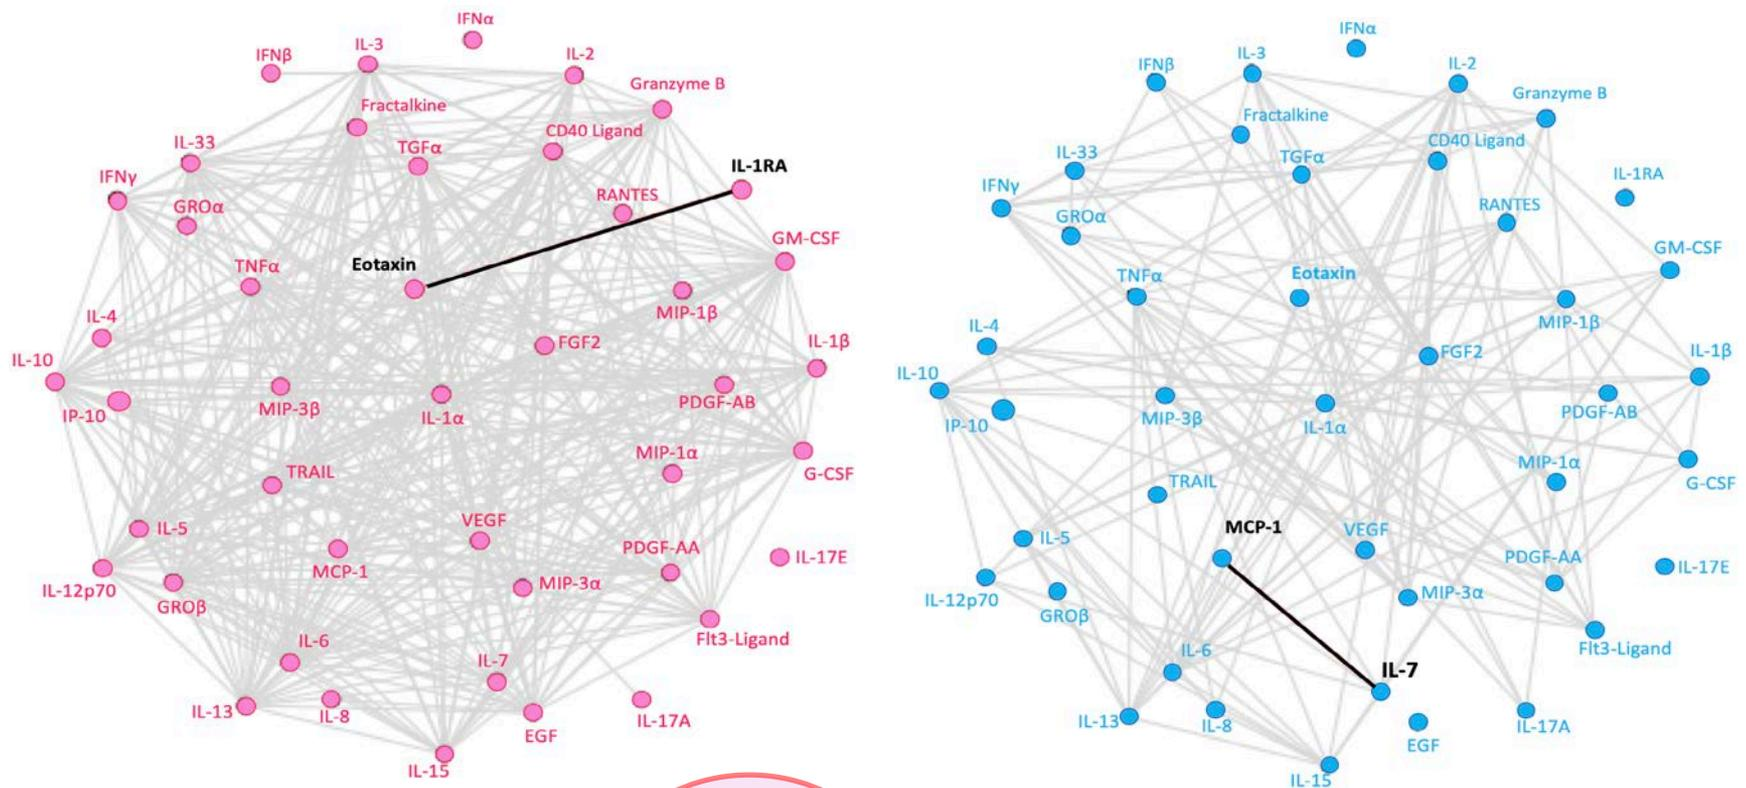 IFNα
IFNβ
IL-3
IL-2
Granzyme B
Fractalkine
CD40 Ligand
IL-33
TGFα
IL-1RA
IFNγ
RANTES
GROα
GM-CSF
TNFα
Eotaxin
MIP-1β
IL-4
FGF2
IL-1β
IL-10
IP-10
MIP-3β
IL-1α
PDGF-AB
MIP-1α
TRAIL
G-CSF
IL-5
VEGF
PDGF-AA
IL-17E
MCP-1
IL-12p70
GROβ
MIP-3α
IL-6
Flt3-Ligand
IL-7
IL-13
IL-8
IL-17A
EGF
IL-15
IFNα
IFNβ
IL-3
IL-2
Granzyme B
Fractalkine
CD40 Ligand
IL-33
TGFα
IL-1RA
IFNγ
RANTES
GROα
GM-CSF
TNFα
Eotaxin
MIP-1β
IL-4
FGF2
IL-1β
IL-10
IP-10
MIP-3β
IL-1α
PDGF-AB
MIP-1α
TRAIL
G-CSF
MCP-1
IL-5
VEGF
PDGF-AA
IL-17E
IL-12p70
GROβ
MIP-3α
IL-6
Flt3-Ligand
IL-7
IL-13
IL-8
IL-17A
EGF
IL-15